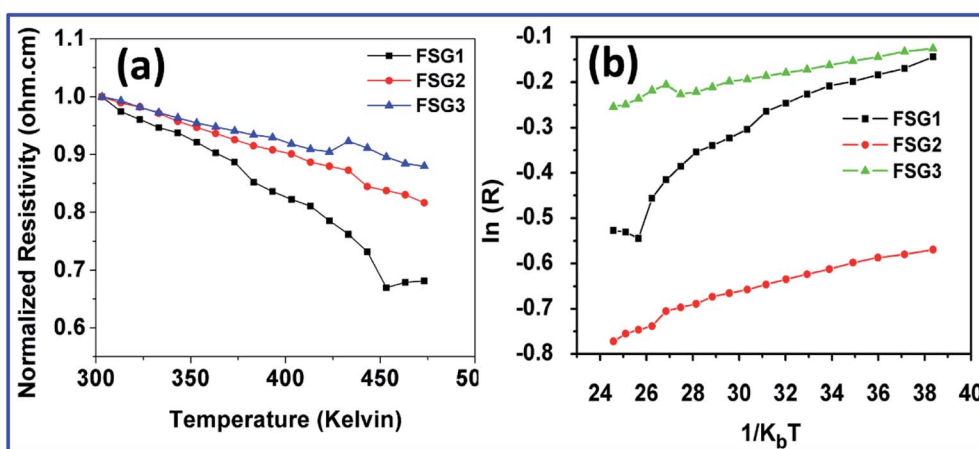 (a)
FSG1
FSG2
FSG3
Normalized Resistivity (ohm.cm)
1.1
1.0
0.9
0.8
0.7
0.6
300 350 400 450 50
Temperature (Kelvin)
(b)
FSG1
FSG2
FSG3
ln (R)
-0.1
-0.2
-0.3
-0.4
-0.5
-0.6
-0.7
-0.8
24 26 28 30 32 34 36 38 40
1/KbT